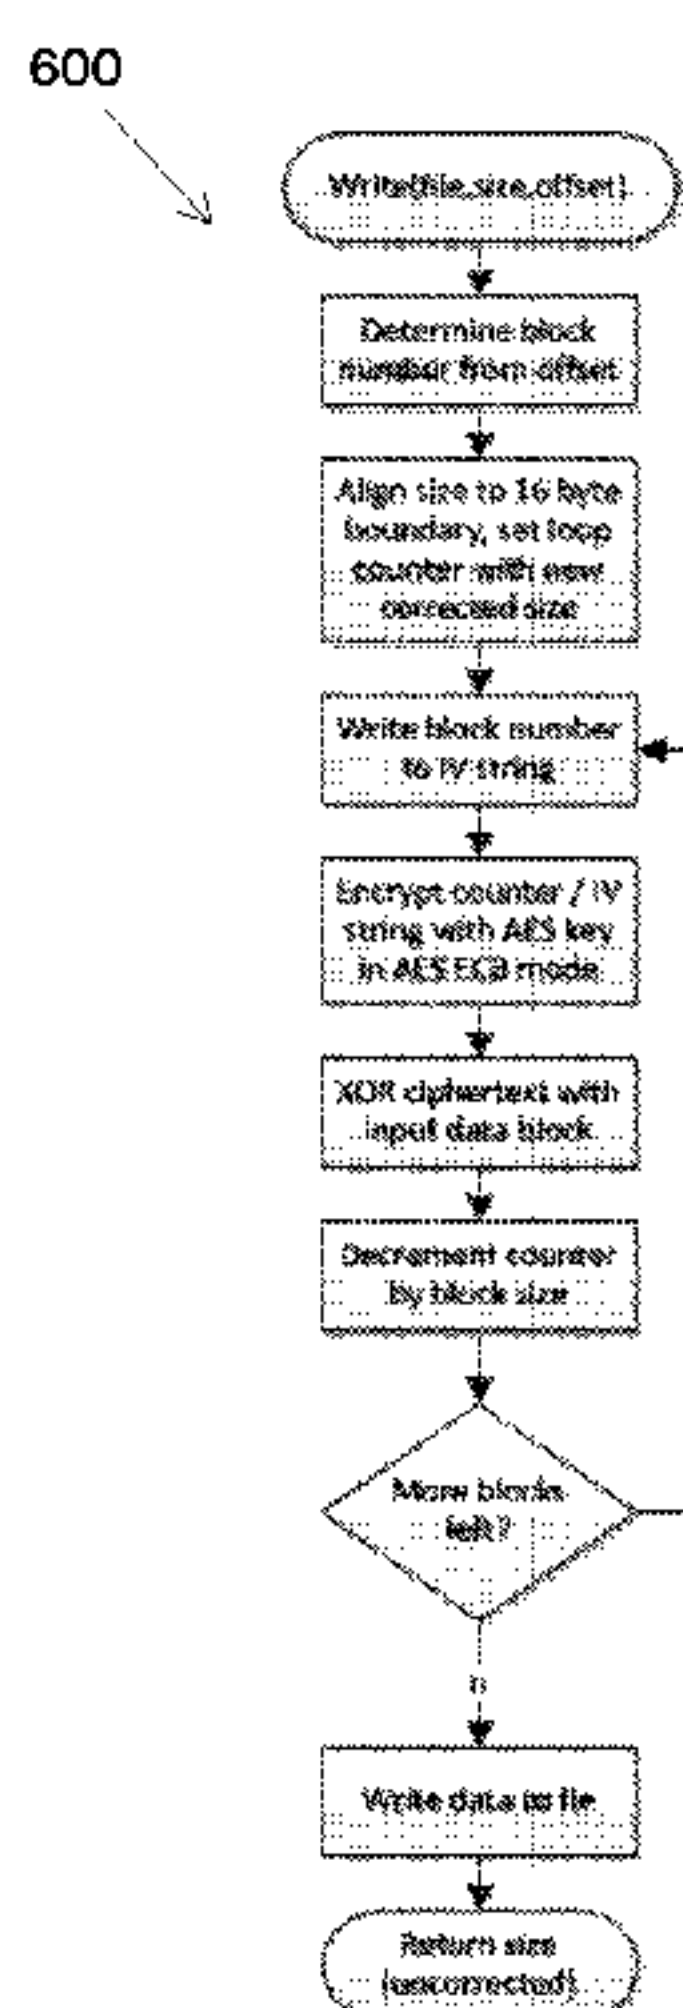 600
Write(file,size,offset)
Determine block
number from offset
Align size to 16 byte
boundary, set loop
counter with new
corrected size
Write block number
to IV string
Encrypt counter / IV
string with AES key
in AES ECB mode
XOR ciphertext with
input data block
Decrement counter
by block size
More blocks
left?
n
Write data to file
Return size
(uncorrected)